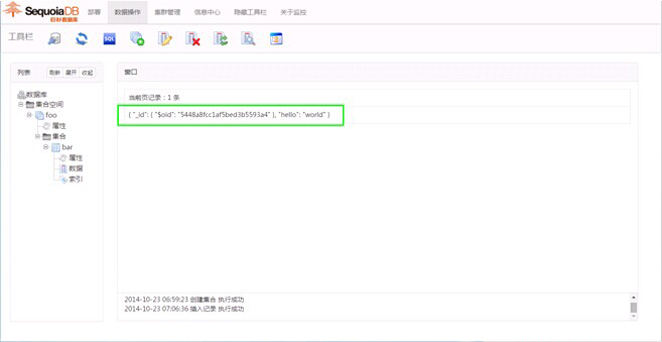 SequoiaDB
巨杉数据库
部署 数据操作 集群管理 信息中心 隐藏工具栏 关于监控
工具栏
SQL
列表 刷新 展开 收起
窗口
数据库
集合空间
foo
属性
集合
bar
属性
数据
索引
当前页记录：1 条
{ "_id": { "$oid": "5448a8fcc1af5bed3b5593a4" }, "hello": "world" }
2014-10-23 06:59:23 创建集合 执行成功
2014-10-23 07:06:36 插入记录 执行成功